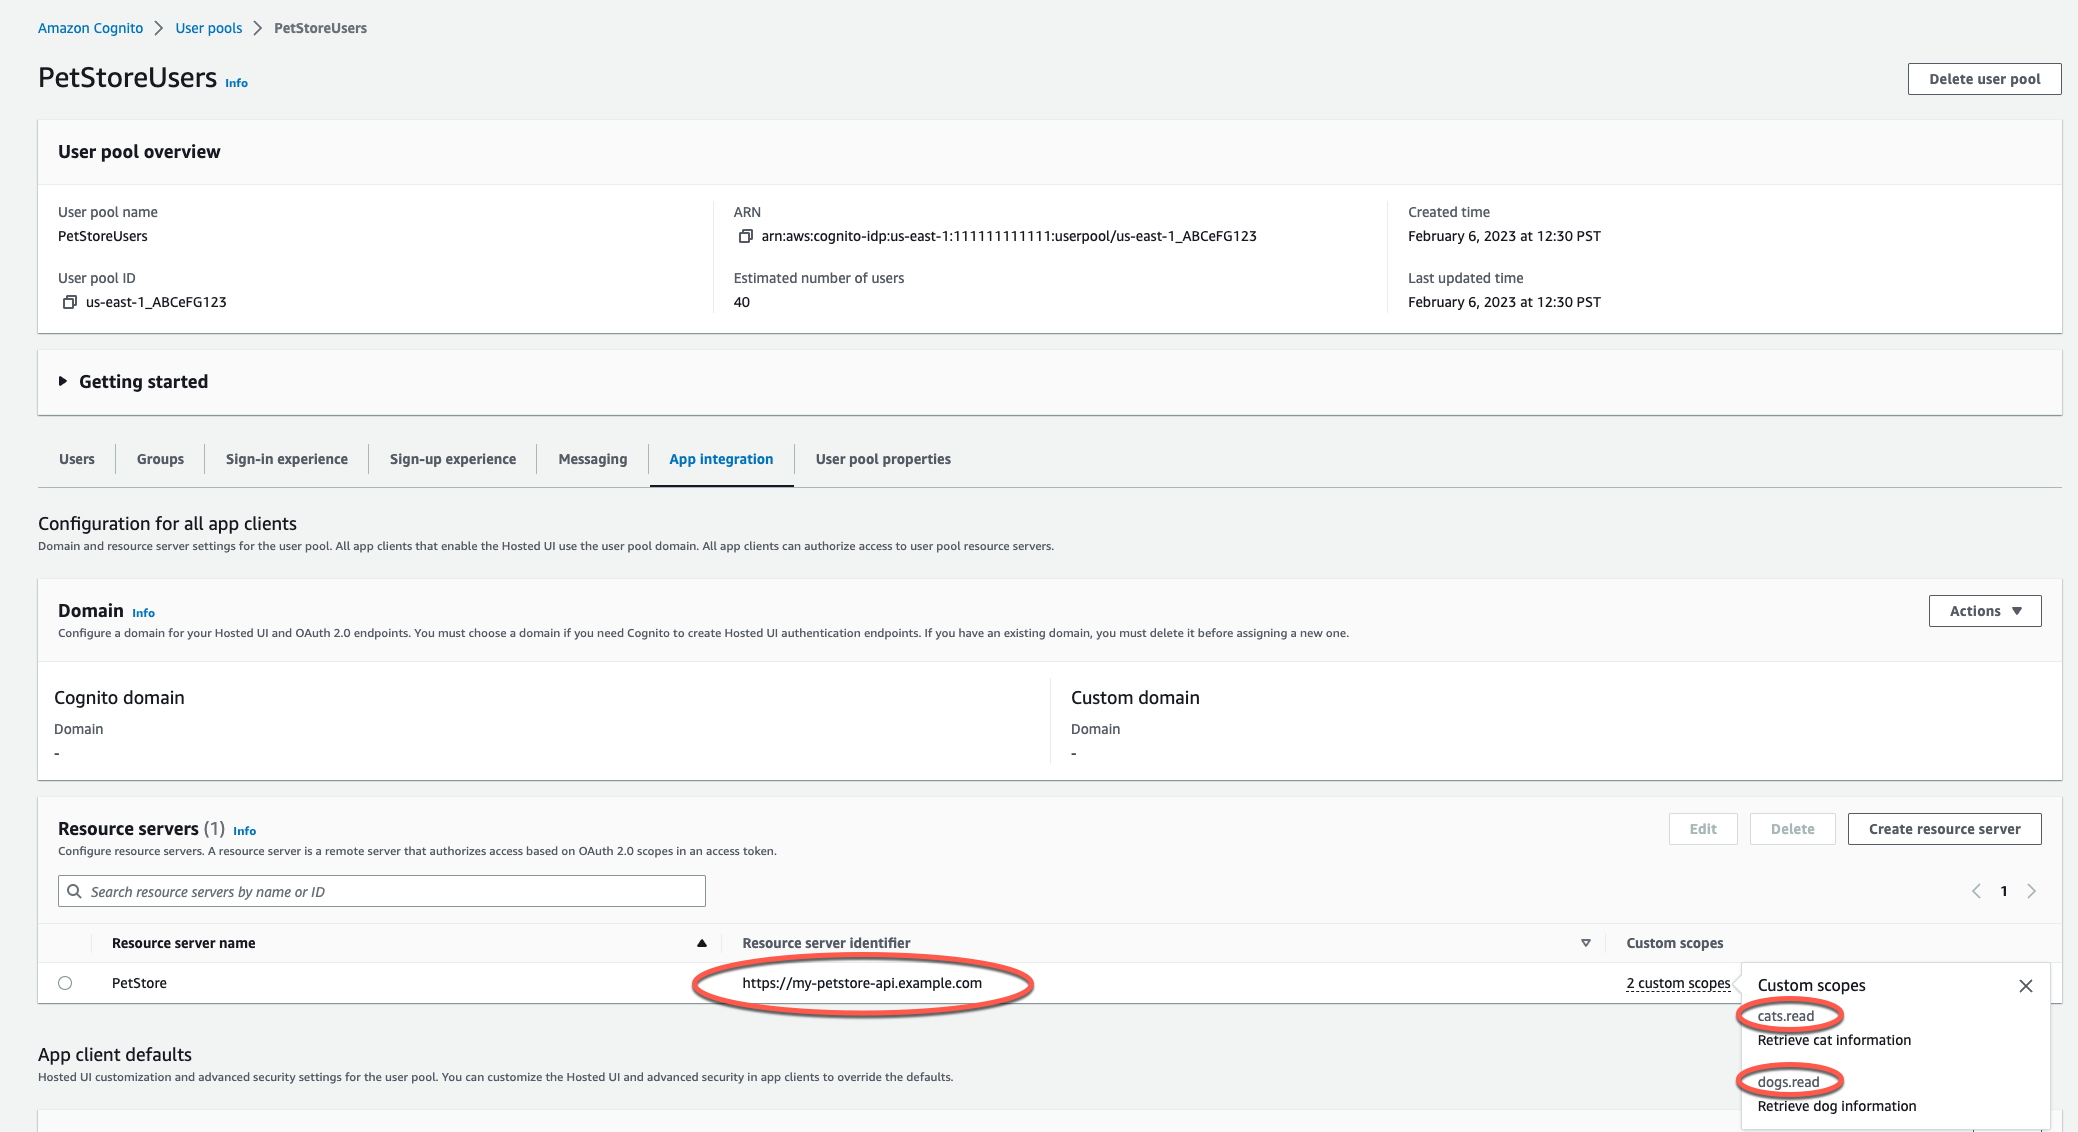 Amazon Cognito > User pools > PetStoreUsers
PetStoreUsers Info
Delete user pool
User pool overview
User pool name
PetStoreUsers
User pool ID
us-east-1_ABCeFG123
ARN
arn:aws:cognito-idp:us-east-1:111111111111:userpool/us-east-1_ABCeFG123
Estimated number of users
40
Created time
February 6, 2023 at 12:30 PST
Last updated time
February 6, 2023 at 12:30 PST
Getting started
Users
Groups
Sign-in experience
Sign-up experience
Messaging
App integration
User pool properties
Configuration for all app clients
Domain and resource server settings for the user pool. All app clients that enable the Hosted UI use the user pool domain. All app clients can authorize access to user pool resource servers.
Domain Info
Configure a domain for your Hosted UI and OAuth 2.0 endpoints. You must choose a domain if you need Cognito to create Hosted UI authentication endpoints. If you have an existing domain, you must delete it before assigning a new one.
Actions
Cognito domain
Domain
-
Custom domain
Domain
-
Resource servers (1) Info
Configure resource servers. A resource server is a remote server that authorizes access based on OAuth 2.0 scopes in an access token.
Edit
Delete
Create resource server
Search resource servers by name or ID
1
Resource server name
Resource server identifier
Custom scopes
PetStore
https://my-petstore-api.example.com
2 custom scopes
Custom scopes
cats.read
Retrieve cat information
dogs.read
Retrieve dog information
App client defaults
Hosted UI customization and advanced security settings for the user pool. You can customize the Hosted UI and advanced security in app clients to override the defaults.